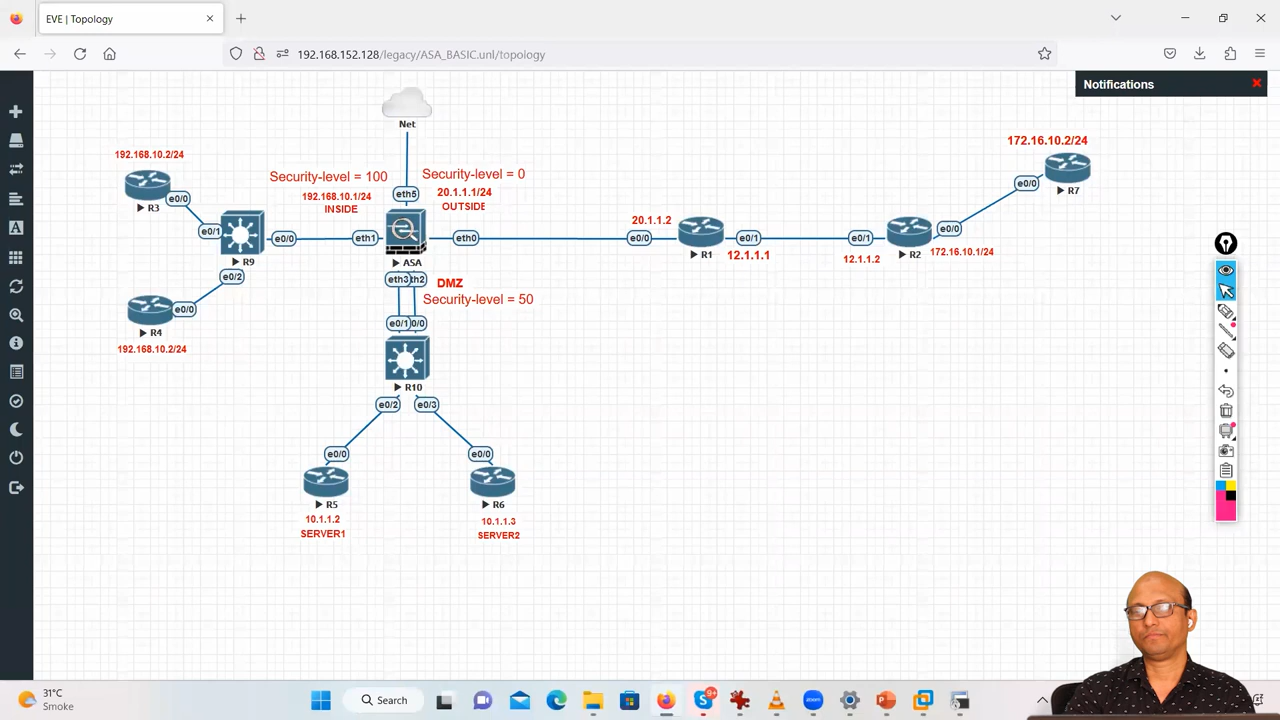 EVE | Topology
192.168.152.128/legacy/ASA_BASIC.unl/topology
Notifications
Net
192.168.10.2/24
R3
e0/0
e0/1
R9
e0/0
e0/2
R4
e0/0
192.168.10.2/24
Security-level = 100
192.168.10.1/24
INSIDE
eth1
eth5
Security-level = 0
20.1.1.1/24
OUTSIDE
ASA
eth0
eth3
th2
DMZ
Security-level = 50
e0/1
0/0
R10
e0/2
e0/3
e0/0
R5
10.1.1.2
SERVER1
e0/0
R6
10.1.1.3
SERVER2
20.1.1.2
e0/0
R1
e0/1
12.1.1.1
e0/1
12.1.1.2
R2
e0/0
172.16.10.1/24
172.16.10.2/24
e0/0
R7
31°C
Smoke
Search
9+